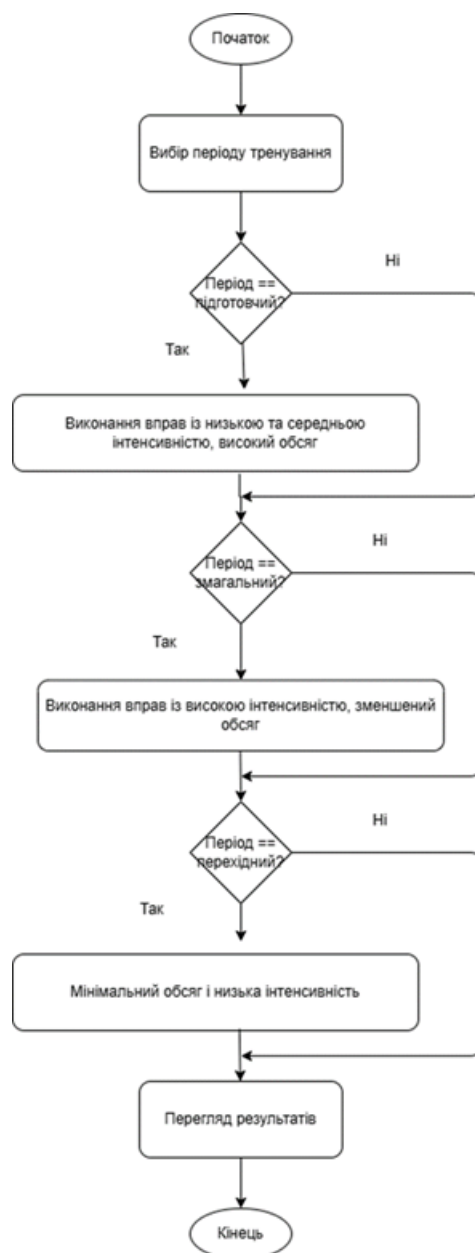 Початок
Вибір періоду тренування
Період ==
підготовчий?
Ні
Так
Виконання вправ із низькою та середньою
інтенсивністю, високий обсяг
Період ==
змагальний?
Ні
Так
Виконання вправ із високою інтенсивністю, зменшений
обсяг
Період ==
перехідний?
Ні
Так
Мінімальний обсяг і низька інтенсивність
Перегляд результатів
Кінець